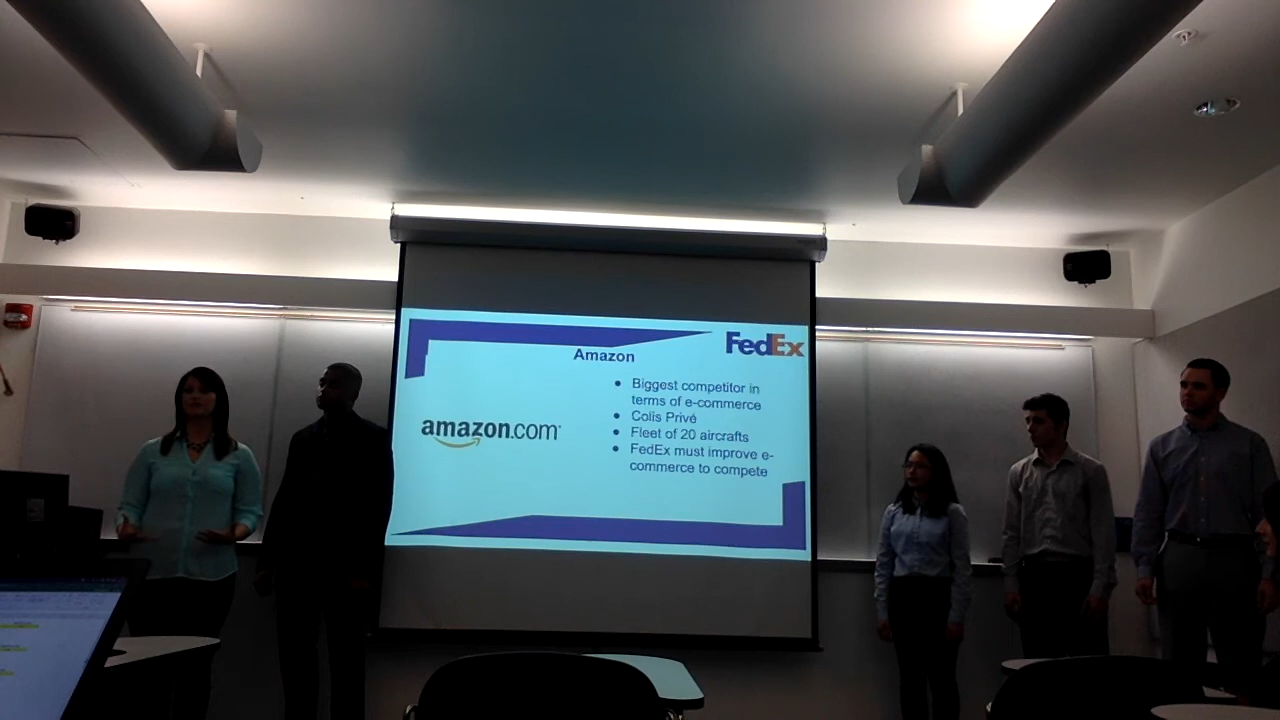 FedEx
Amazon
amazon.com
• Biggest competitor in
terms of e-commerce
• Colis Privé
• Fleet of 20 aircrafts
• FedEx must improve e-
commerce to compete